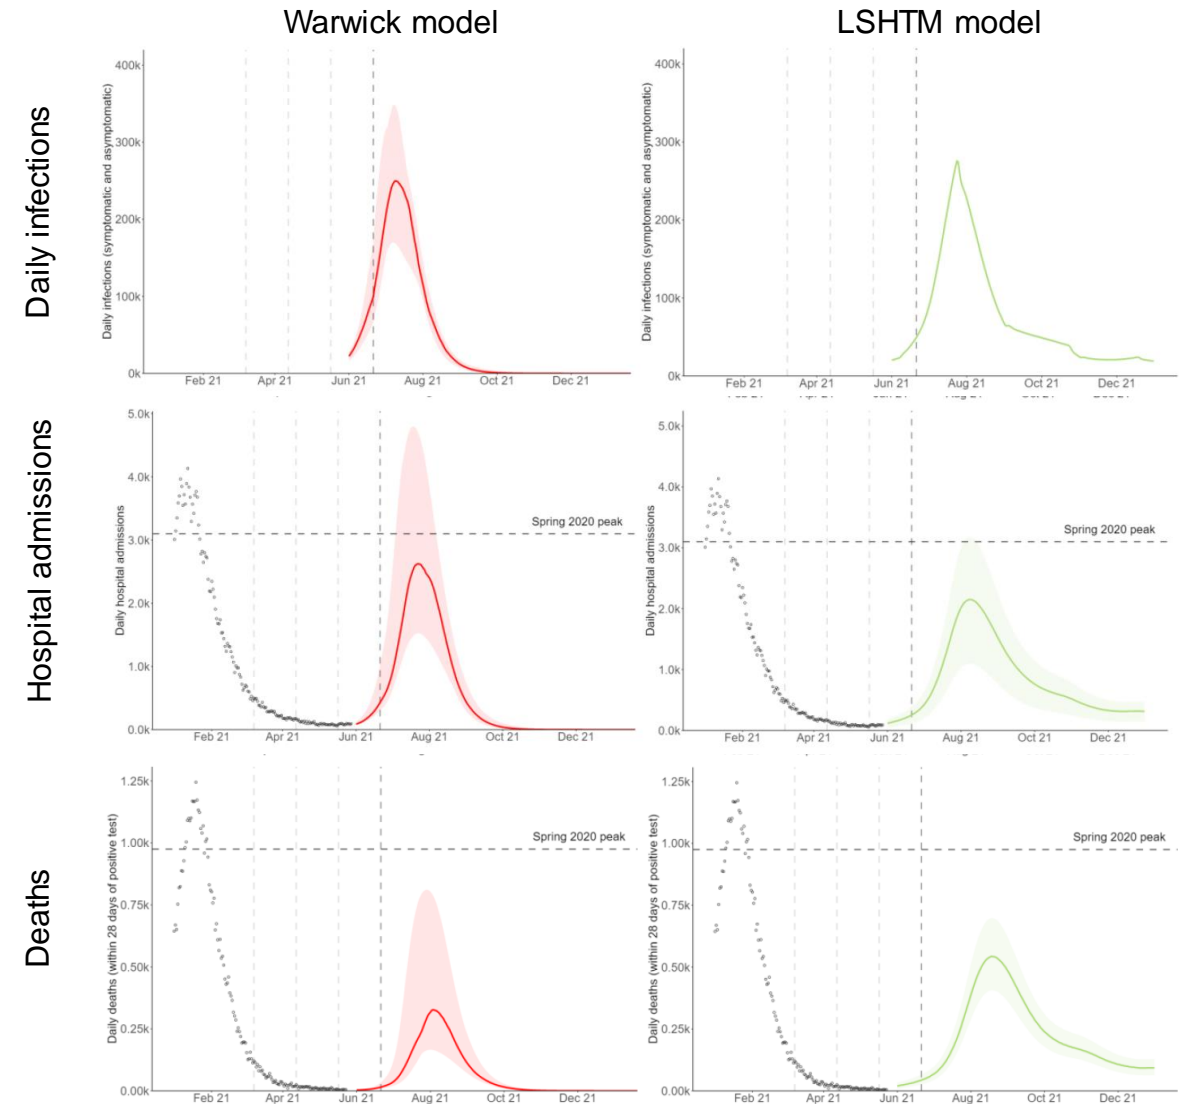 Warwick model
LSHTM model
Daily infections
Daily infections (symptomatic and asymptomatic)
400k
300k
200k
100k
0k
Feb 21 Apr 21 Jun 21 Aug 21 Oct 21 Dec 21
Daily infections (symptomatic and asymptomatic)
400k
300k
200k
100k
0k
Feb 21 Apr 21 Jun 21 Aug 21 Oct 21 Dec 21
Hospital admissions
Daily hospital admissions
5.0k
4.0k
3.0k
2.0k
1.0k
0.0k
Spring 2020 peak
Feb 21 Apr 21 Jun 21 Aug 21 Oct 21 Dec 21
Daily hospital admissions
5.0k
4.0k
3.0k
2.0k
1.0k
0.0k
Spring 2020 peak
Feb 21 Apr 21 Jun 21 Aug 21 Oct 21 Dec 21
Deaths
Daily deaths (within 28 days of positive test)
1.25k
1.00k
0.75k
0.50k
0.25k
0.00k
Spring 2020 peak
Feb 21 Apr 21 Jun 21 Aug 21 Oct 21 Dec 21
Daily deaths (within 28 days of positive test)
1.25k
1.00k
0.75k
0.50k
0.25k
0.00k
Spring 2020 peak
Feb 21 Apr 21 Jun 21 Aug 21 Oct 21 Dec 21